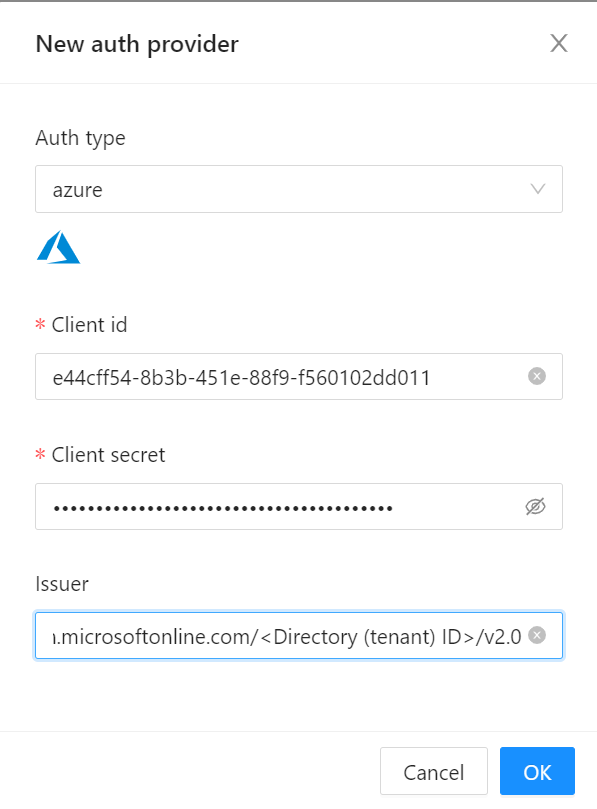 New auth provider
Auth type
azure
* Client id
e44cff54-8b3b-451e-88f9-f560102dd011
* Client secret
••••••••••••••••••••••••••••••••••••••••
Issuer
.microsoftonline.com/<Directory (tenant) ID>/v2.0
Cancel OK